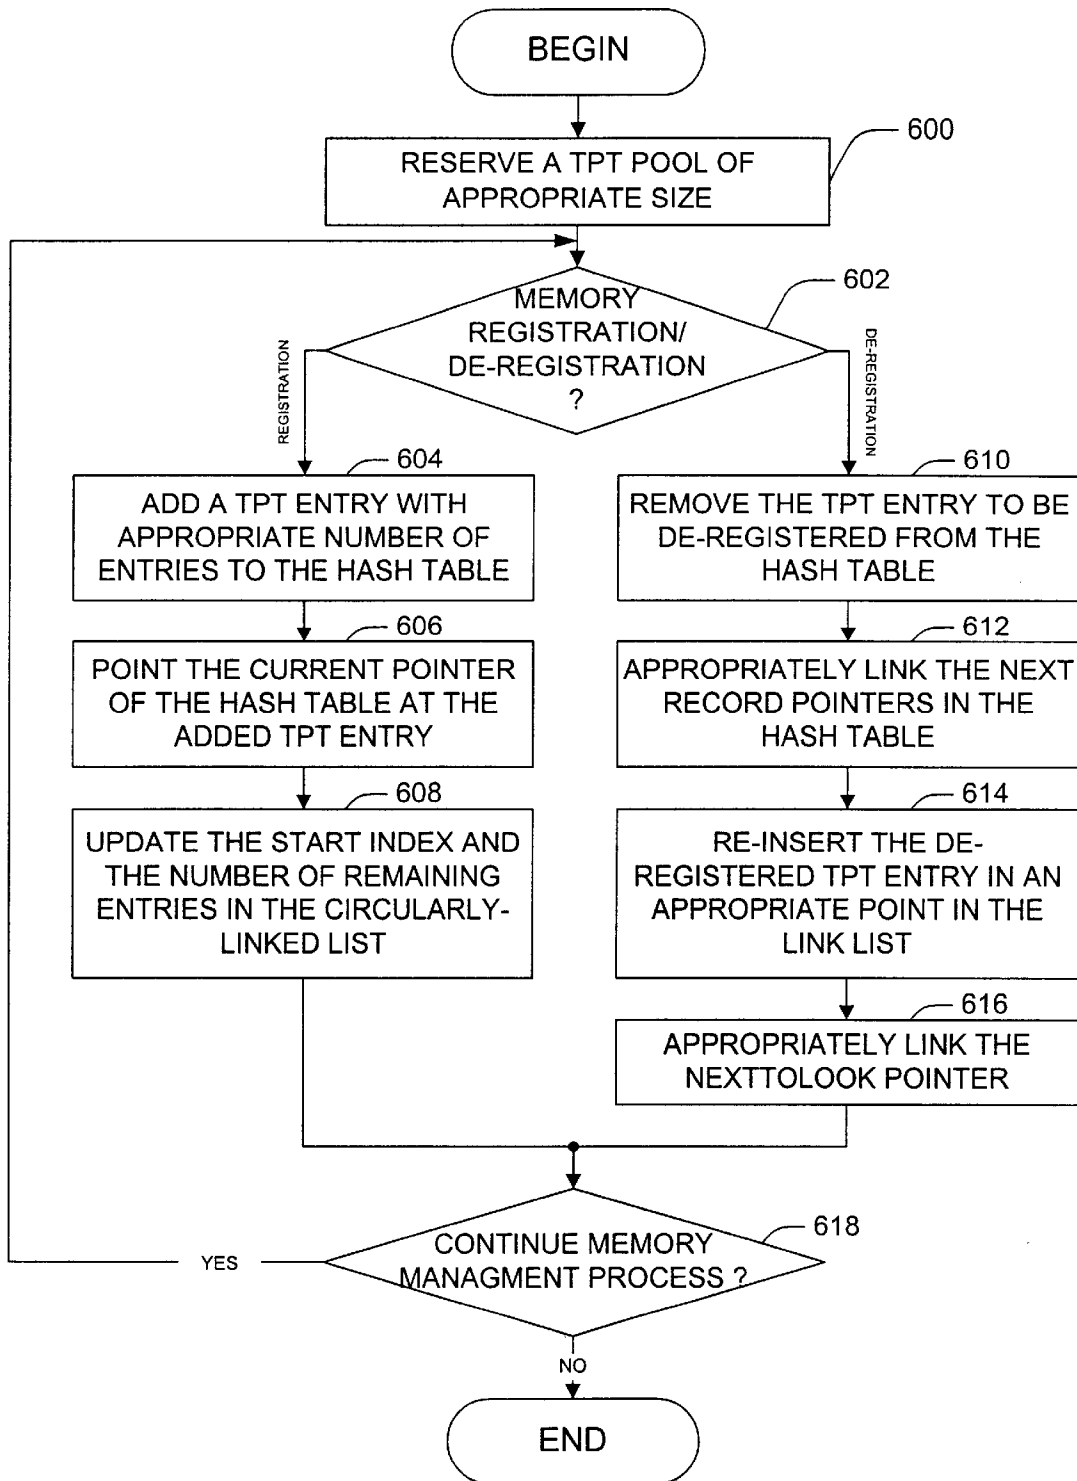 BEGIN
600
RESERVE A TPT POOL OF
APPROPRIATE SIZE
602
MEMORY
REGISTRATION/
DE-REGISTRATION
?
REGISTRATION
DE-REGISTRATION
604
ADD A TPT ENTRY WITH
APPROPRIATE NUMBER OF
ENTRIES TO THE HASH TABLE
606
POINT THE CURRENT POINTER
OF THE HASH TABLE AT THE
ADDED TPT ENTRY
608
UPDATE THE START INDEX AND
THE NUMBER OF REMAINING
ENTRIES IN THE CIRCULARLY-
LINKED LIST
610
REMOVE THE TPT ENTRY TO BE
DE-REGISTERED FROM THE
HASH TABLE
612
APPROPRIATELY LINK THE NEXT
RECORD POINTERS IN THE
HASH TABLE
614
RE-INSERT THE DE-
REGISTERED TPT ENTRY IN AN
APPROPRIATE POINT IN THE
LINK LIST
616
APPROPRIATELY LINK THE
NEXTTOLOOK POINTER
618
CONTINUE MEMORY
MANAGMENT PROCESS ?
YES
NO
END